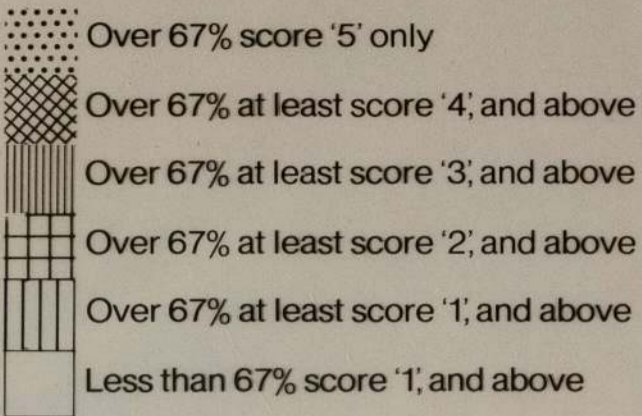 Over 67% score ‘5’ only
Over 67% at least score ‘4’, and above
Over 67% at least score ‘3’, and above
Over 67% at least score ‘2’, and above
Over 67% at least score ‘1’, and above
Less than 67% score ‘1’, and above